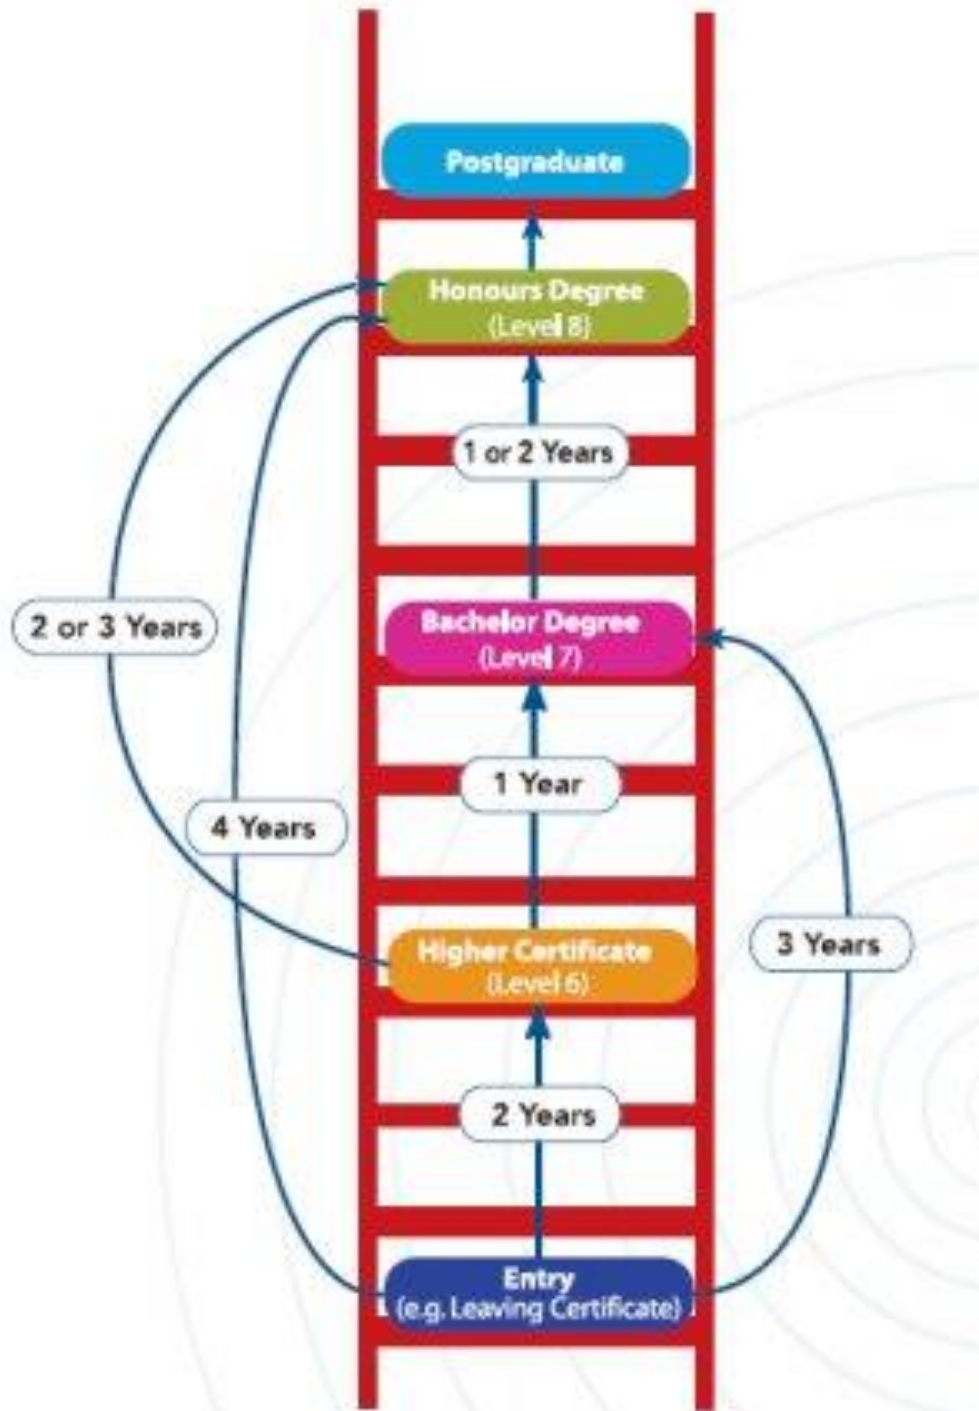 Postgraduate
Honours Degree
(Level 8)
1 or 2 Years
Bachelor Degree
(Level 7)
2 or 3 Years
1 Year
4 Years
3 Years
Higher Certificate
(Level 6)
2 Years
Entry
(e.g. Leaving Certificate)